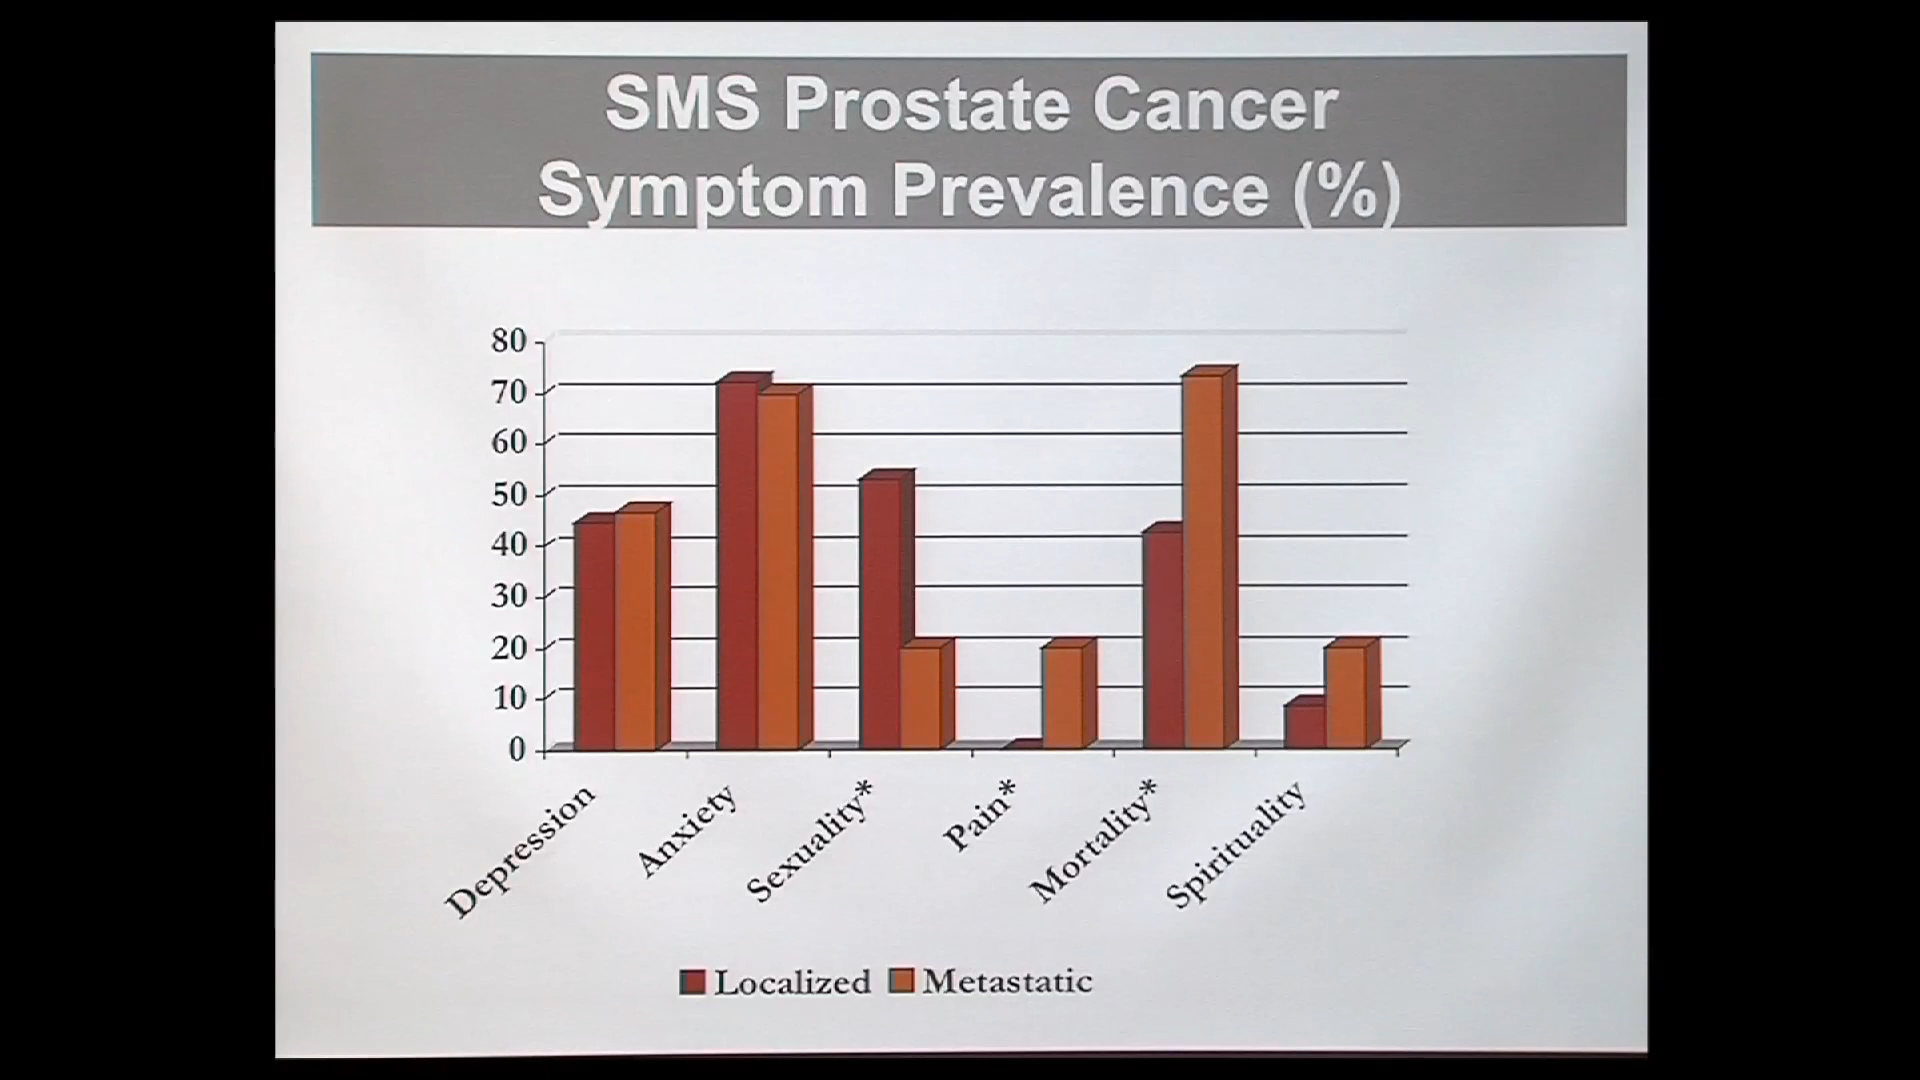 SMS Prostate Cancer
Symptom Prevalence (%)
80
70
60
50
40
30
20
10
0
Depression
Anxiety
Sexuality*
Pain*
Mortality*
Spirituality
Localized Metastatic